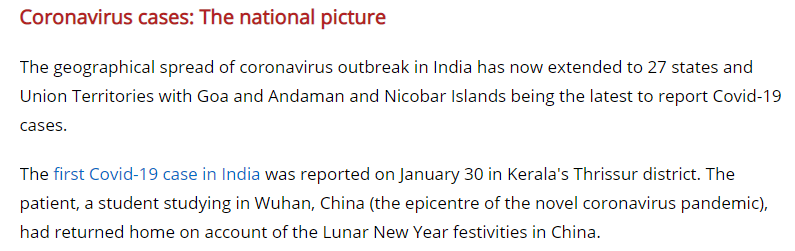 Coronavirus cases: The national picture
The geographical spread of coronavirus outbreak in India has now extended to 27 states and
Union Territories with Goa and Andaman and Nicobar Islands being the latest to report Covid-19
cases.
The first Covid-19 case in India was reported on January 30 in Kerala's Thrissur district. The
patient, a student studying in Wuhan, China (the epicentre of the novel coronavirus pandemic),
had returned home on account of the Lunar New Year festivities in China.